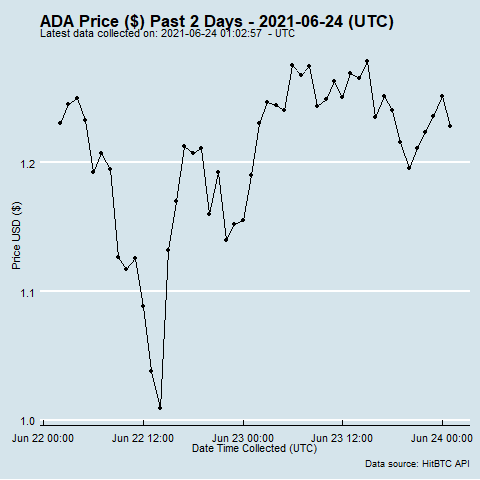 ADA Price ($) Past 2 Days - 2021-06-24 (UTC)
Latest data collected on: 2021-06-24 01:02:57 - UTC
Price USD ($)
1.2
1.1
1.0
Jun 22 00:00 Jun 22 12:00 Jun 23 00:00 Jun 23 12:00 Jun 24 00:00
Date Time Collected (UTC)
Data source: HitBTC API